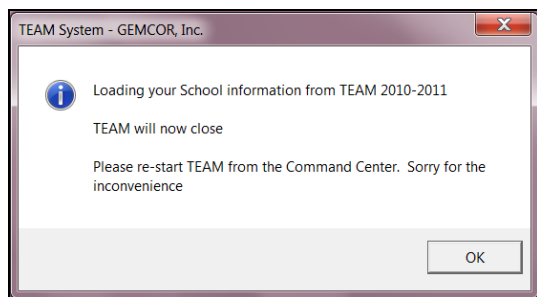 TEAM System - GEMCOR, Inc.
Loading your School information from TEAM 2010-2011
TEAM will now close
Please re-start TEAM from the Command Center.  Sorry for the
inconvenience
OK